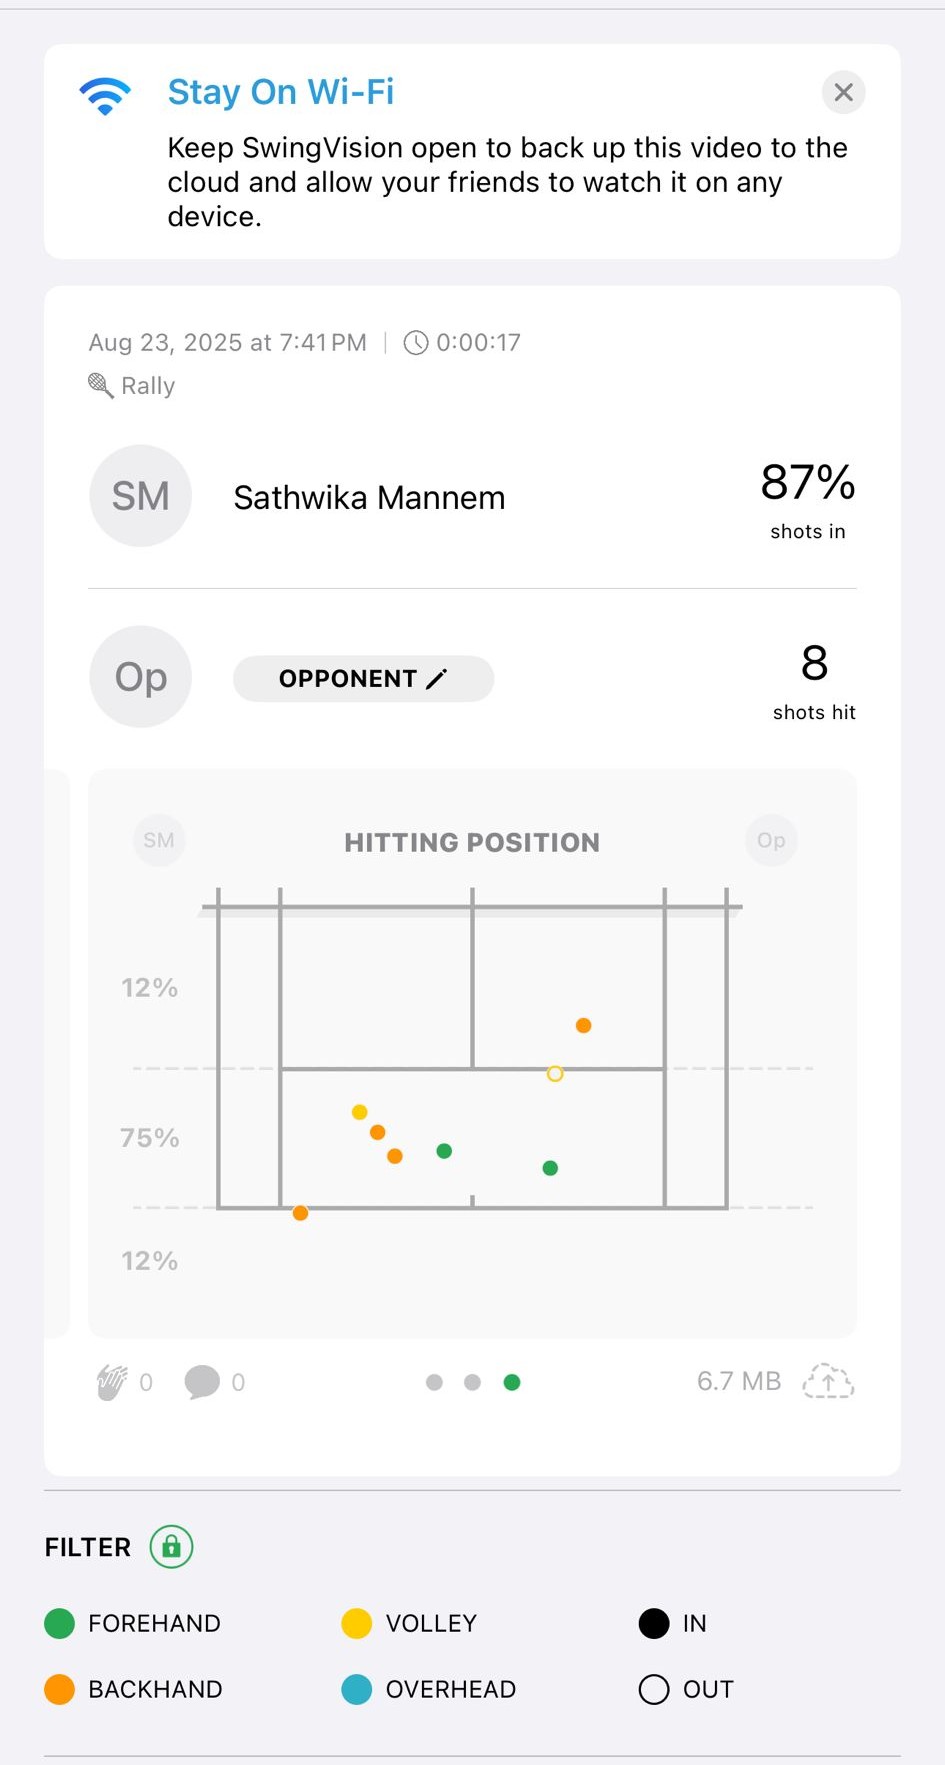 Stay On Wi-Fi
Keep SwingVision open to back up this video to the
cloud and allow your friends to watch it on any
device.
Aug 23, 2025 at 7:41 PM | 0:00:17
Rally
SM
Sathwika Mannem
87%
shots in
Op
OPPONENT
8
shots hit
SM
HITTING POSITION
Op
12%
75%
12%
0
0
6.7 MB
FILTER
FOREHAND
VOLLEY
IN
BACKHAND
OVERHEAD
OUT